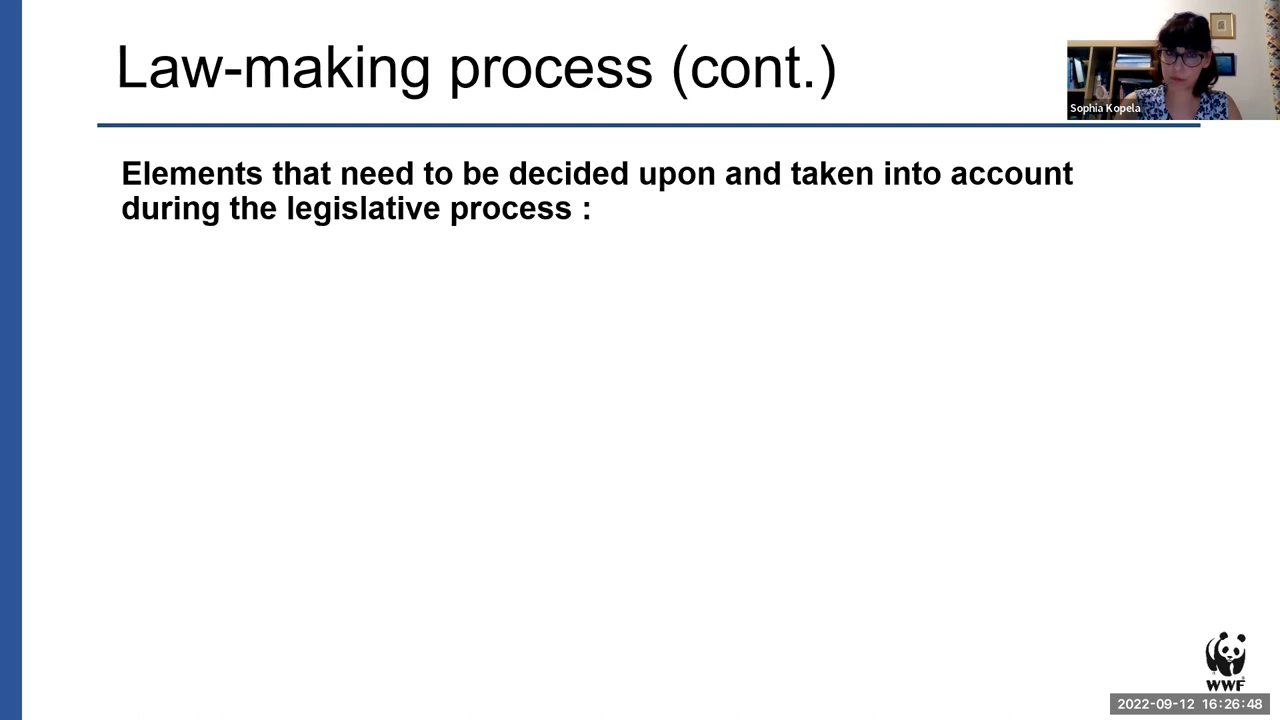 Law-making process (cont.)
Sophia Kopela
Elements that need to be decided upon and taken into account
during the legislative process :
WWF
2022-09-12 16:26:48